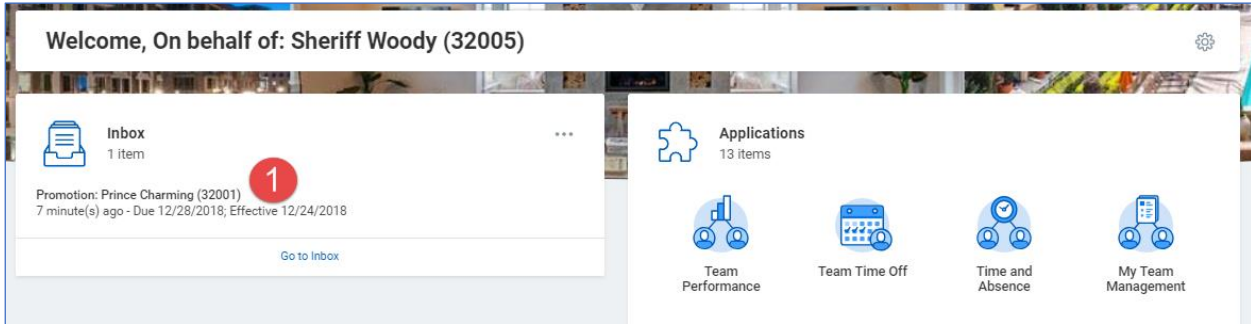 Welcome, On behalf of: Sheriff Woody (32005)
Inbox
1 item
Promotion: Prince Charming (32001)
1
7 minute(s) ago - Due 12/28/2018; Effective 12/24/2018
Go to Inbox
Applications
13 items
Team
Performance
Team Time Off
Time and
Absence
My Team
Management